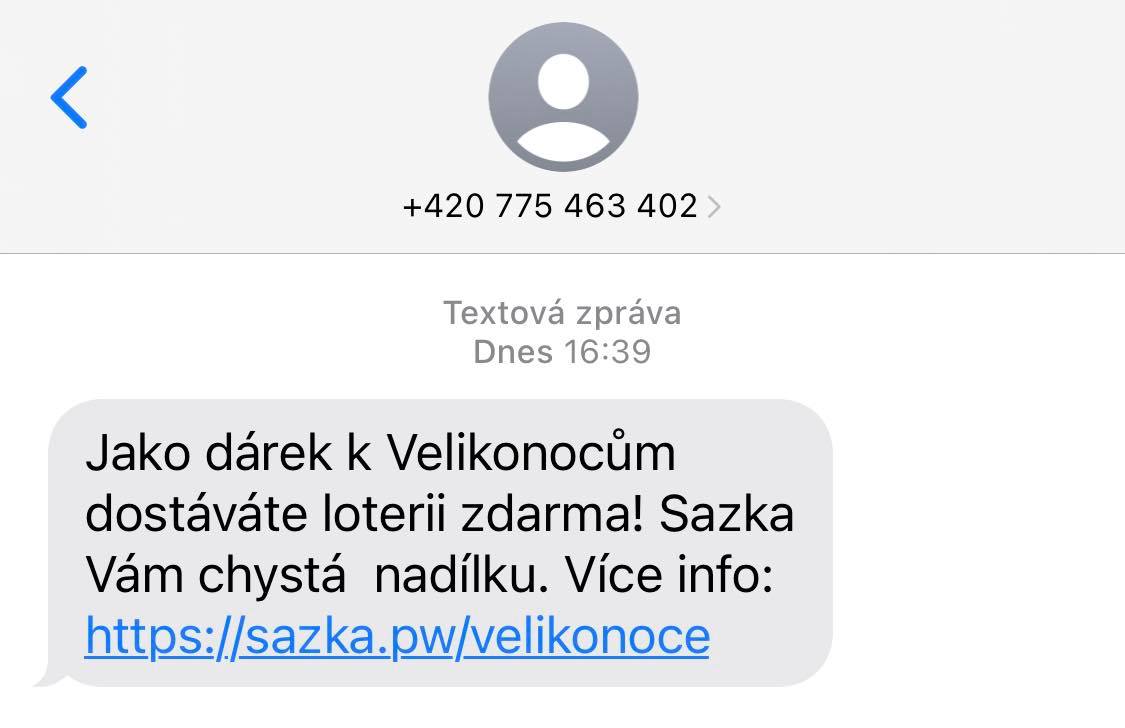 +420 775 463 402
Textová zpráva
Dnes 16:39
Jako dárek k Velikonocům
dostáváte loterii zdarma! Sazka
Vám chystá  nadílku. Více info:
https://sazka.pw/velikonoce